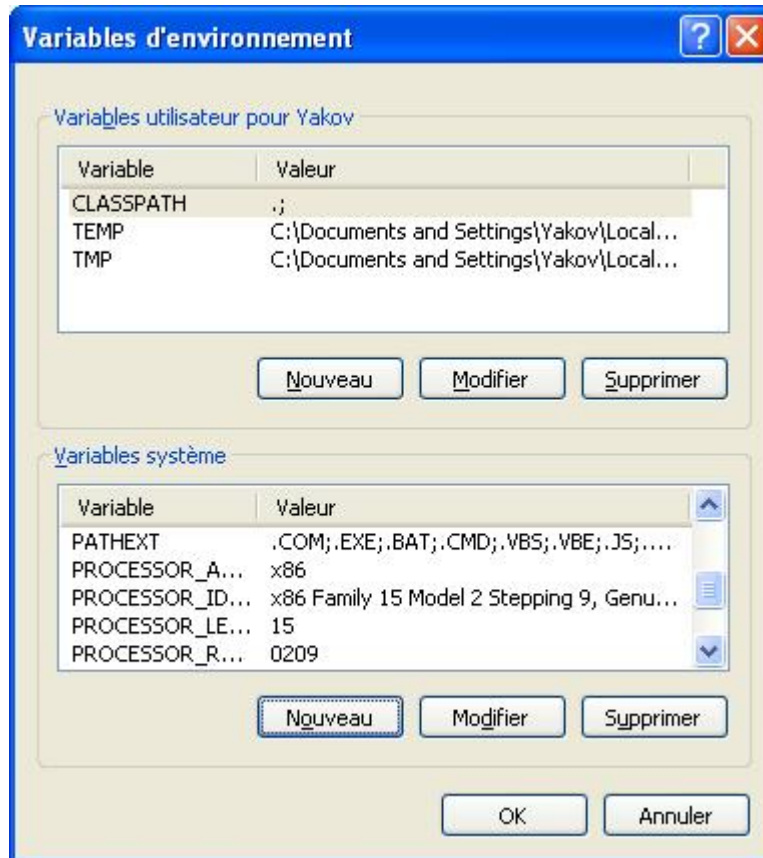 Variables d'environnement
Variables utilisateur pour Yakov
Variable Valeur
CLASSPATH .;
TEMP C:\Documents and Settings\Yakov\Local...
TMP C:\Documents and Settings\Yakov\Local...
Nouveau Modifier Supprimer
Variables système
Variable Valeur
PATHEXT .COM;.EXE;.BAT;.CMD;.VBS;.VBE;.JS;....
PROCESSOR_A... x86
PROCESSOR_ID... x86 Family 15 Model 2 Stepping 9, Genu...
PROCESSOR_LE... 15
PROCESSOR_R... 0209
Nouveau Modifier Supprimer
OK Annuler